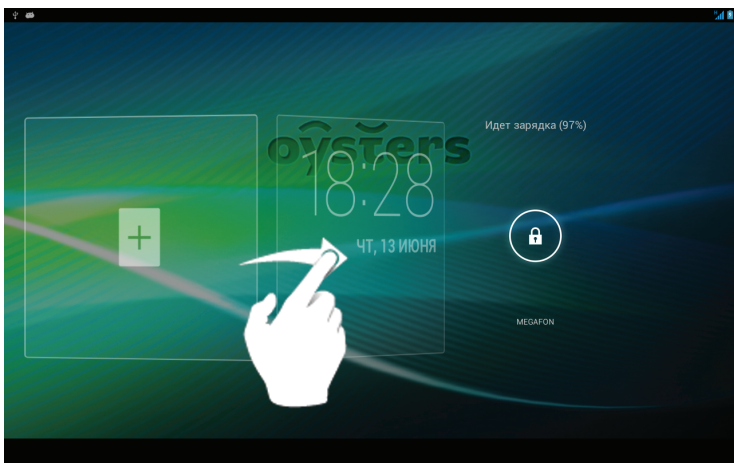 Идет зарядка (97%)
oysters
18:28
ЧТ, 13 ИЮНЯ
MEGAFON